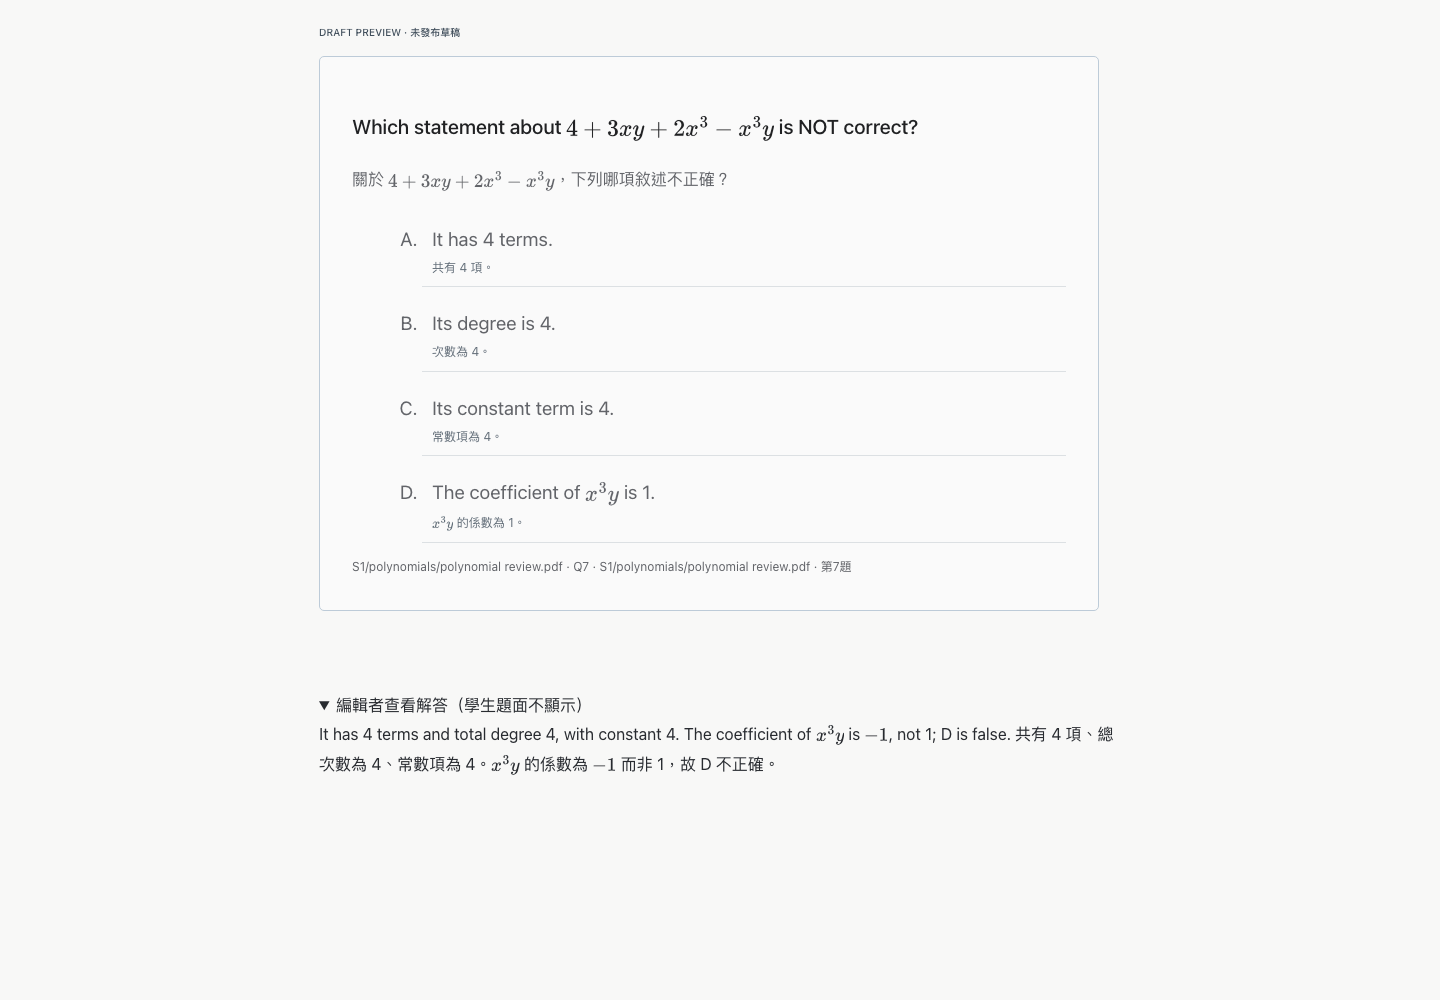 DRAFT PREVIEW · 未發布草稿
Which statement about 4 + 3xy + 2x³ − x³y is NOT correct?
關於 4 + 3xy + 2x³ − x³y，下列哪項敘述不正確？
A. It has 4 terms.
共有 4 項。
B. Its degree is 4.
次數為 4。
C. Its constant term is 4.
常數項為 4。
D. The coefficient of x³y is 1.
x³y 的係數為 1。
S1/polynomials/polynomial review.pdf · Q7 · S1/polynomials/polynomial review.pdf · 第7題
▼ 編輯者查看解答（學生題面不顯示）
It has 4 terms and total degree 4, with constant 4. The coefficient of x³y is −1, not 1; D is false. 共有 4 項、總
次數為 4、常數項為 4。x³y 的係數為 −1 而非 1，故 D 不正確。